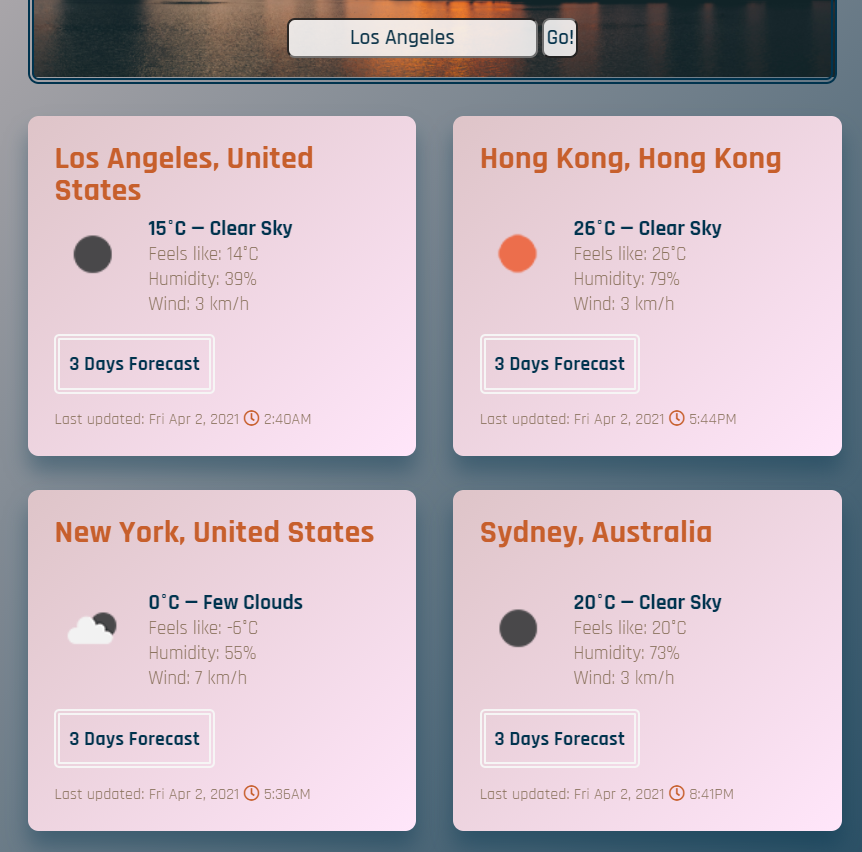 Los Angeles
Go!
Los Angeles, United
States
15°C — Clear Sky
Feels like: 14°C
Humidity: 39%
Wind: 3 km/h
3 Days Forecast
Last updated: Fri Apr 2, 2021 2:40AM
Hong Kong, Hong Kong
26°C — Clear Sky
Feels like: 26°C
Humidity: 79%
Wind: 3 km/h
3 Days Forecast
Last updated: Fri Apr 2, 2021 5:44PM
New York, United States
0°C — Few Clouds
Feels like: -6°C
Humidity: 55%
Wind: 7 km/h
3 Days Forecast
Last updated: Fri Apr 2, 2021 5:36AM
Sydney, Australia
20°C — Clear Sky
Feels like: 20°C
Humidity: 73%
Wind: 3 km/h
3 Days Forecast
Last updated: Fri Apr 2, 2021 8:41PM